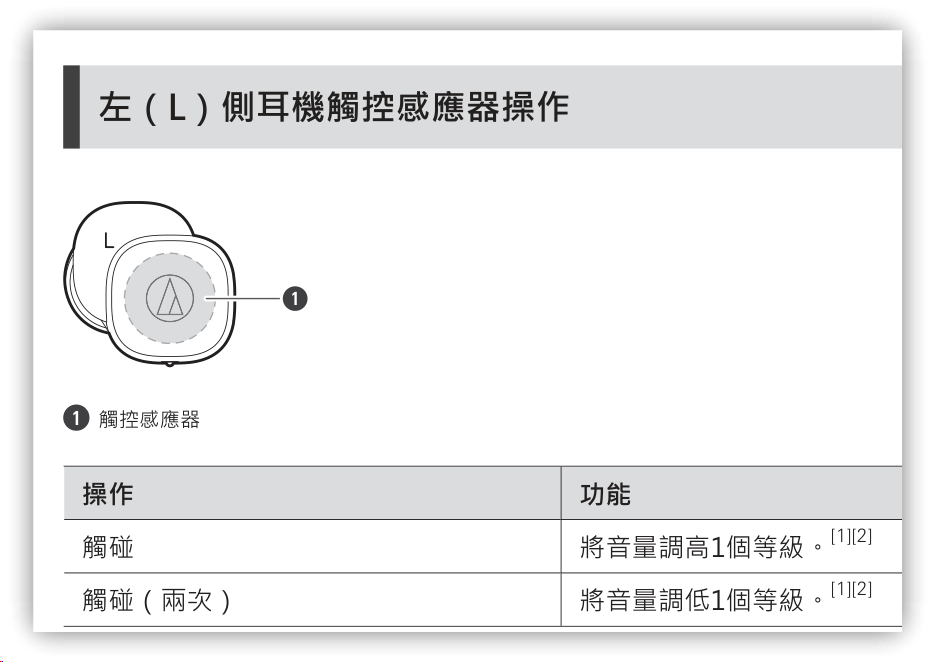 左（L）側耳機觸控感應器操作
L
1
1 觸控感應器
操作 功能
觸碰 將音量調高1個等級。[1][2]
觸碰（兩次） 將音量調低1個等級。[1][2]